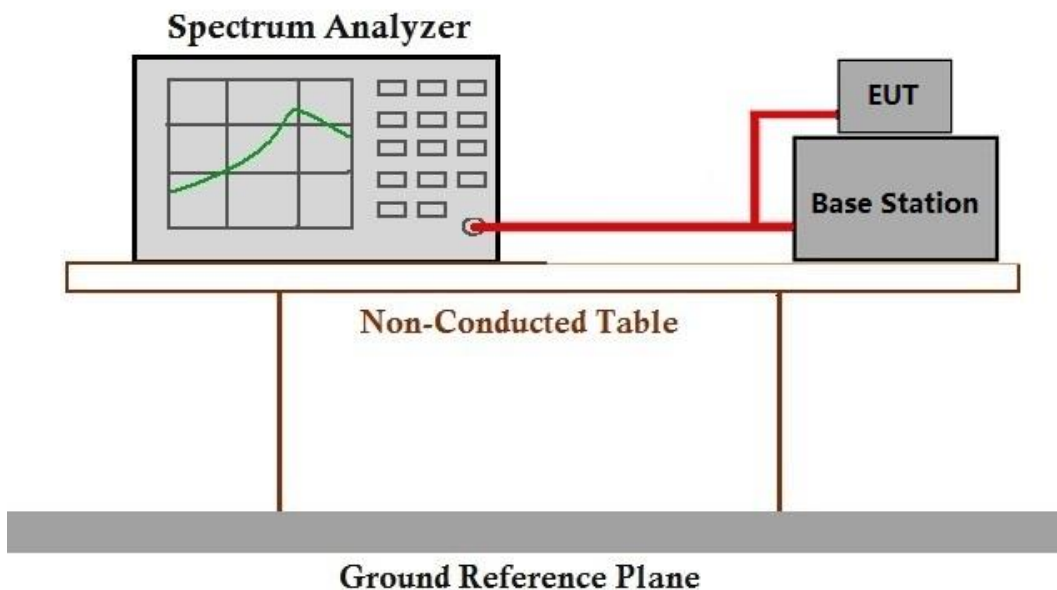 Spectrum Analyzer
EUT
Base Station
Non-Conducted Table
Ground Reference Plane